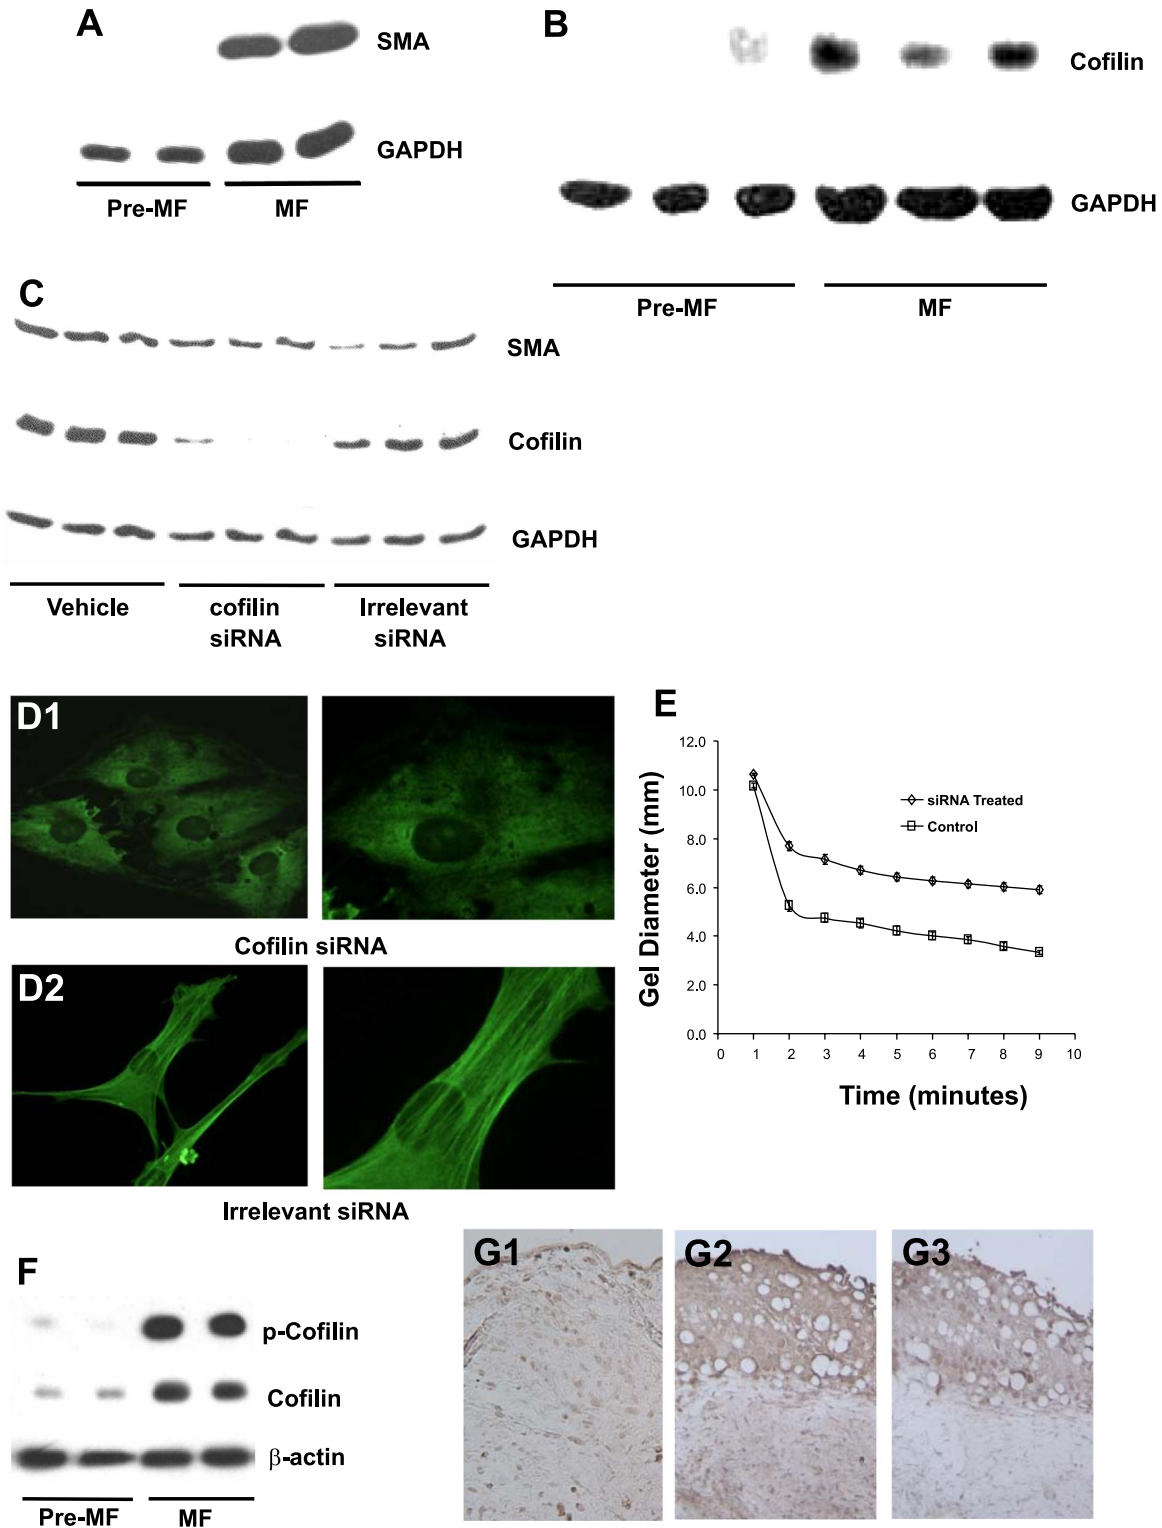 A
SMA
GAPDH
Pre-MF MF
B
Cofilin
GAPDH
Pre-MF MF
C
SMA
Cofilin
GAPDH
Vehicle cofilin siRNA Irrelevant siRNA
D1
Cofilin siRNA
D2
Irrelevant siRNA
E
Gel Diameter (mm)
12.0
10.0
8.0
6.0
4.0
2.0
0.0
siRNA Treated
Control
0 1 2 3 4 5 6 7 8 9 10
Time (minutes)
F
p-Cofilin
Cofilin
β-actin
Pre-MF MF
G1 G2 G3